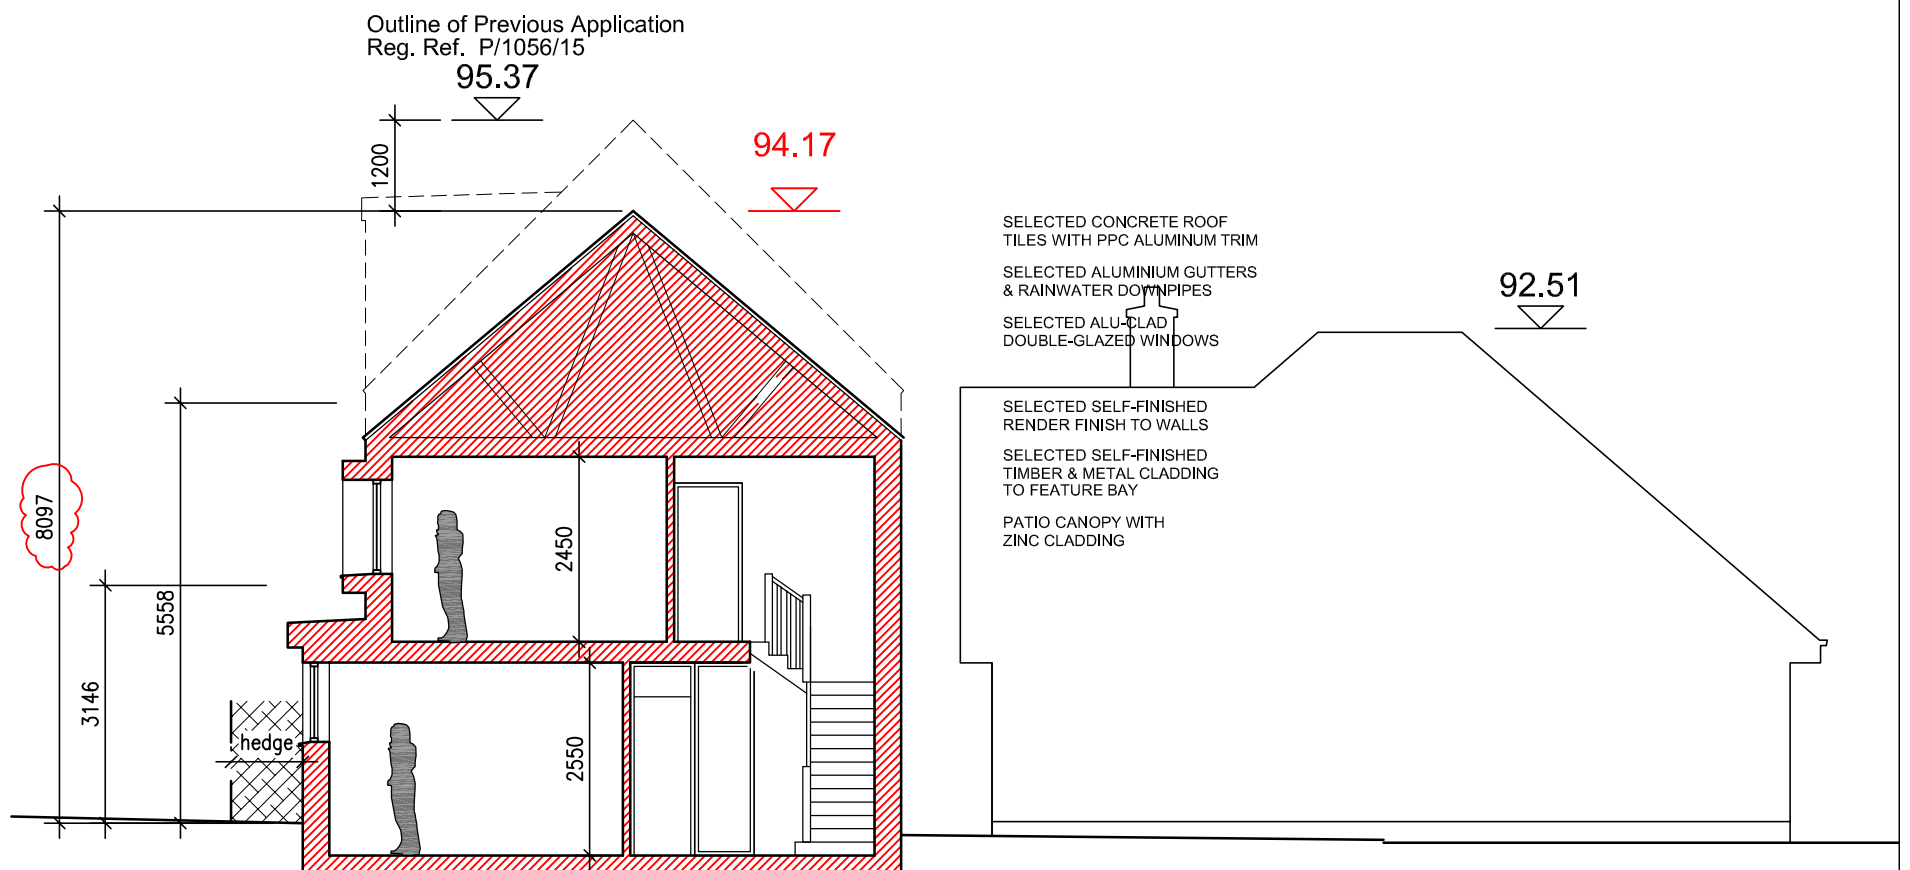 Outline of Previous Application
Reg. Ref. P/1056/15
95.37
1200
94.17
SELECTED CONCRETE ROOF
TILES WITH PPC ALUMINUM TRIM
SELECTED ALUMINIUM GUTTERS
& RAINWATER DOWNPIPES
SELECTED ALU-CLAD
DOUBLE-GLAZED WINDOWS
92.51
SELECTED SELF-FINISHED
RENDER FINISH TO WALLS
SELECTED SELF-FINISHED
TIMBER & METAL CLADDING
TO FEATURE BAY
PATIO CANOPY WITH
ZINC CLADDING
8097
2450
5558
3146
hedge
2550